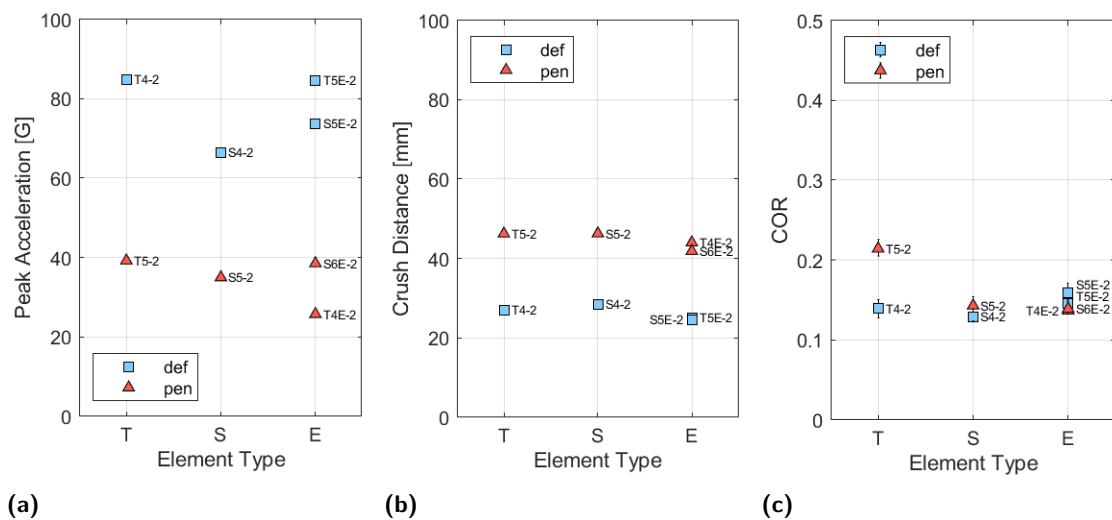 100
80
60
40
20
0
Peak Acceleration [G]
T4-2
T5E-2
S5E-2
S4-2
T5-2
S5-2
S6E-2
T4E-2
def
pen
T S E
Element Type
(a)
100
80
60
40
20
0
Crush Distance [mm]
def
pen
T5-2
S5-2
T4E-2
S6E-2
T4-2
S4-2
S5E-2
T5E-2
T S E
Element Type
(b)
0.5
0.4
0.3
0.2
0.1
0
COR
def
pen
T5-2
T4-2
S5-2
S4-2
S5E-2
T5E-2
T4E-2
S6E-2
T S E
Element Type
(c)